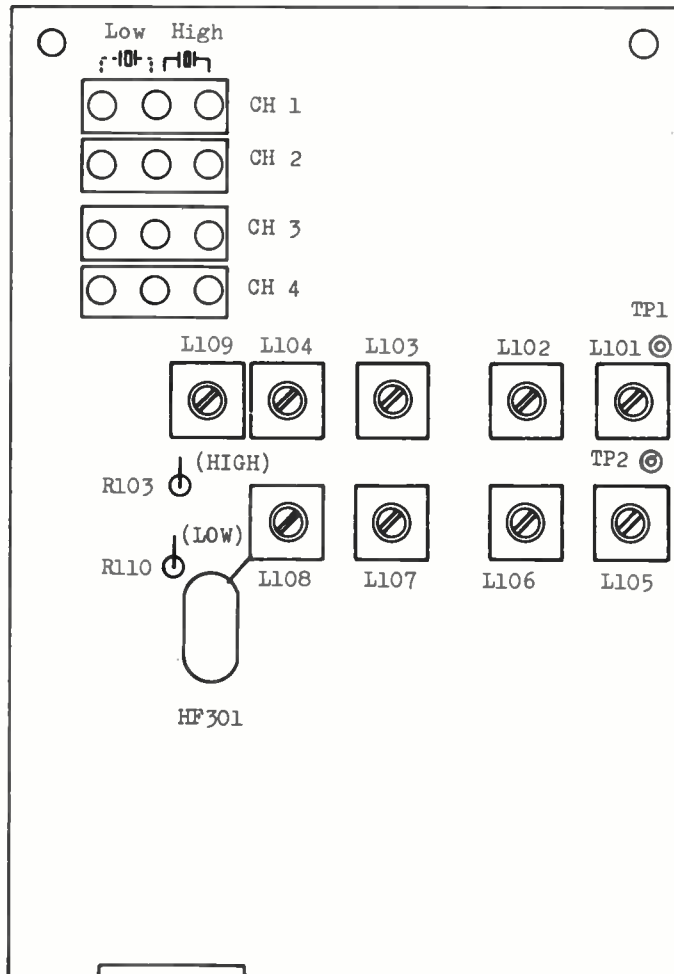 Low High
CH 1
CH 2
CH 3
CH 4
TP1
L109 L104 L103 L102 L101
(HIGH)
TP2
R103
(LOW)
R110
L108 L107 L106 L105
HF301